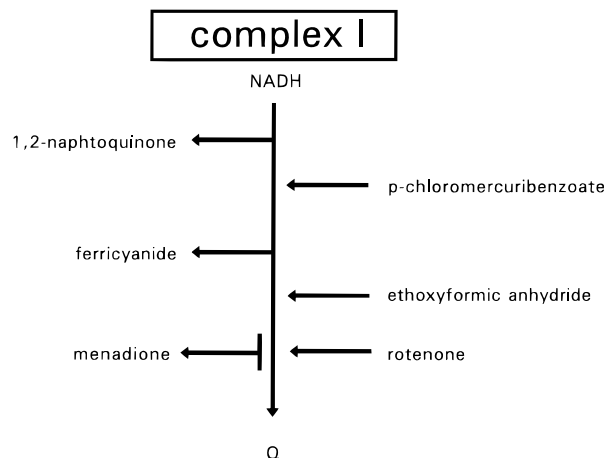 complex I
NADH
1,2-naphtoquinone
p-chloromercuribenzoate
ferricyanide
ethoxyformic anhydride
menadione
rotenone
Q